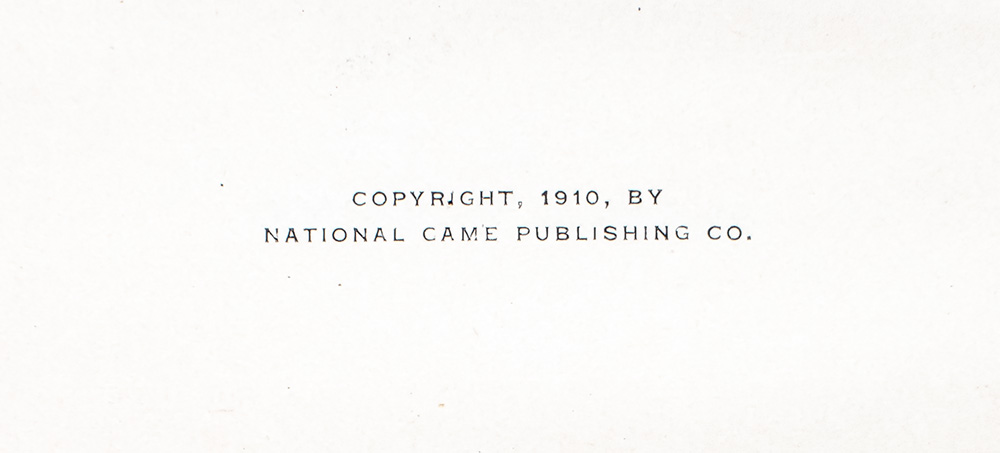 COPYRIGHT, 1910, BY
NATIONAL CAME PUBLISHING CO.